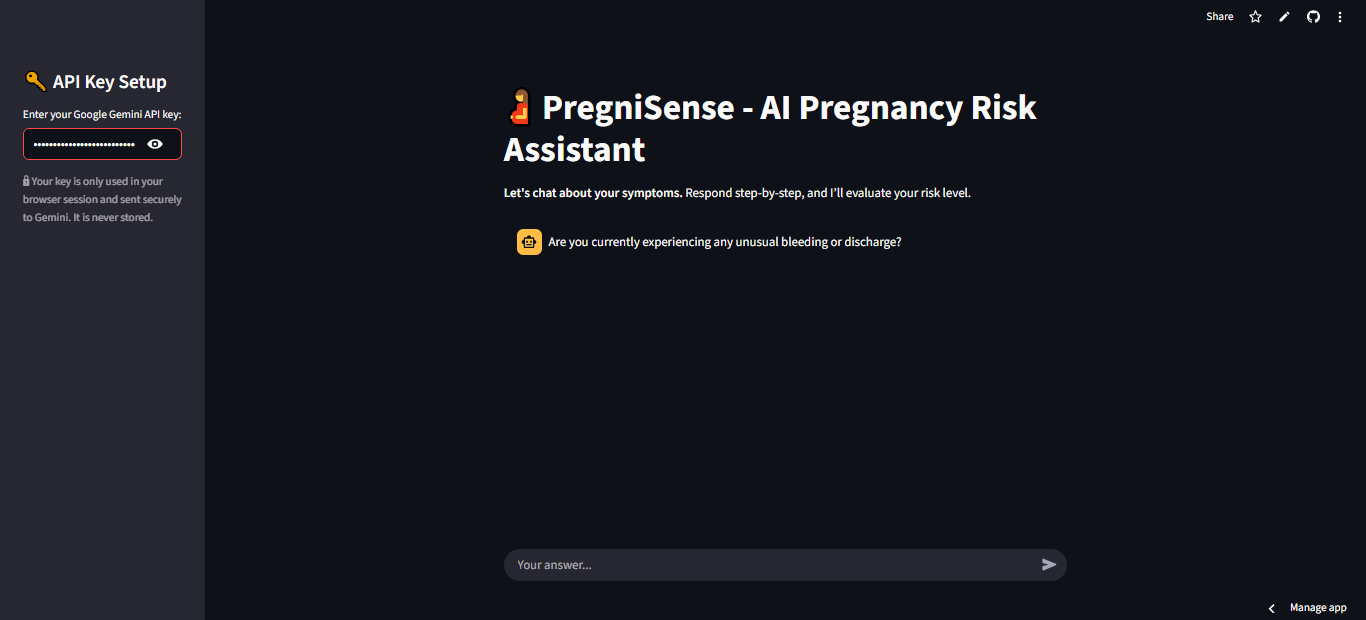 Share
API Key Setup
Enter your Google Gemini API key:
Your key is only used in your
browser session and sent securely
to Gemini. It is never stored.
PregniSense - AI Pregnancy Risk
Assistant
Let's chat about your symptoms. Respond step-by-step, and I'll evaluate your risk level.
Are you currently experiencing any unusual bleeding or discharge?
Your answer...
Manage app